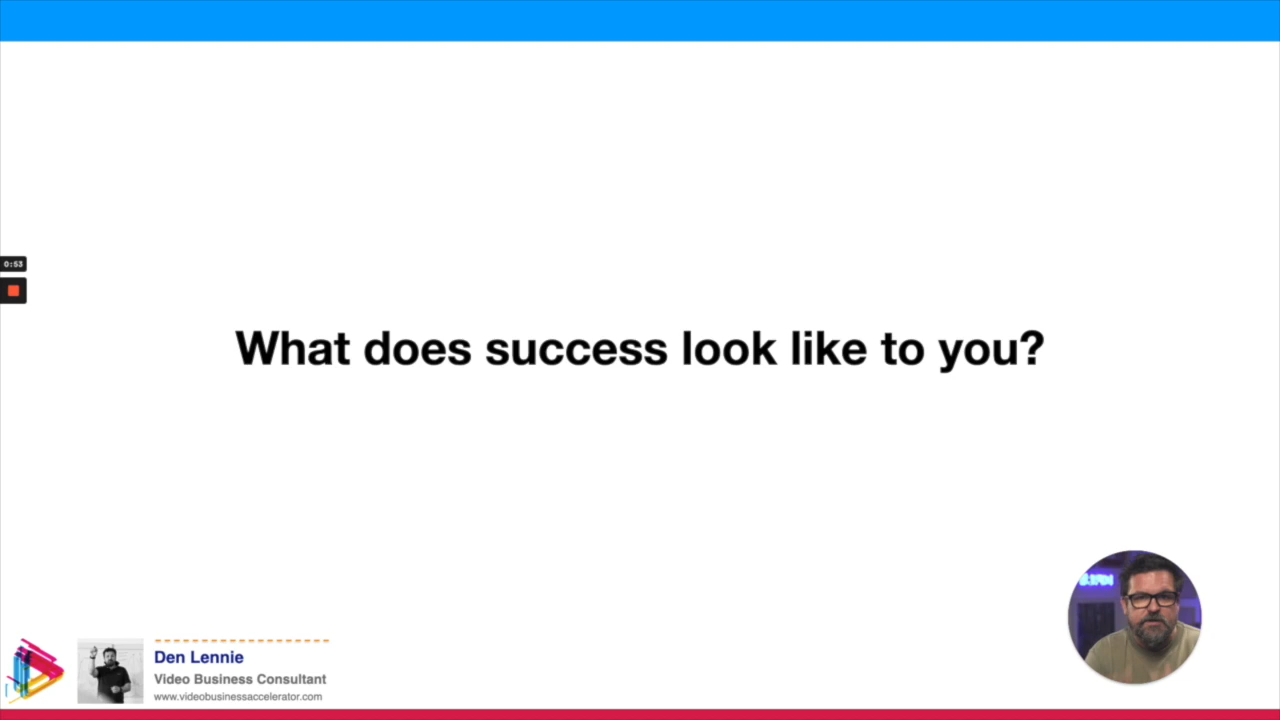 0:53
What does success look like to you?
Den Lennie
Video Business Consultant
www.videobusinessaccelerator.com